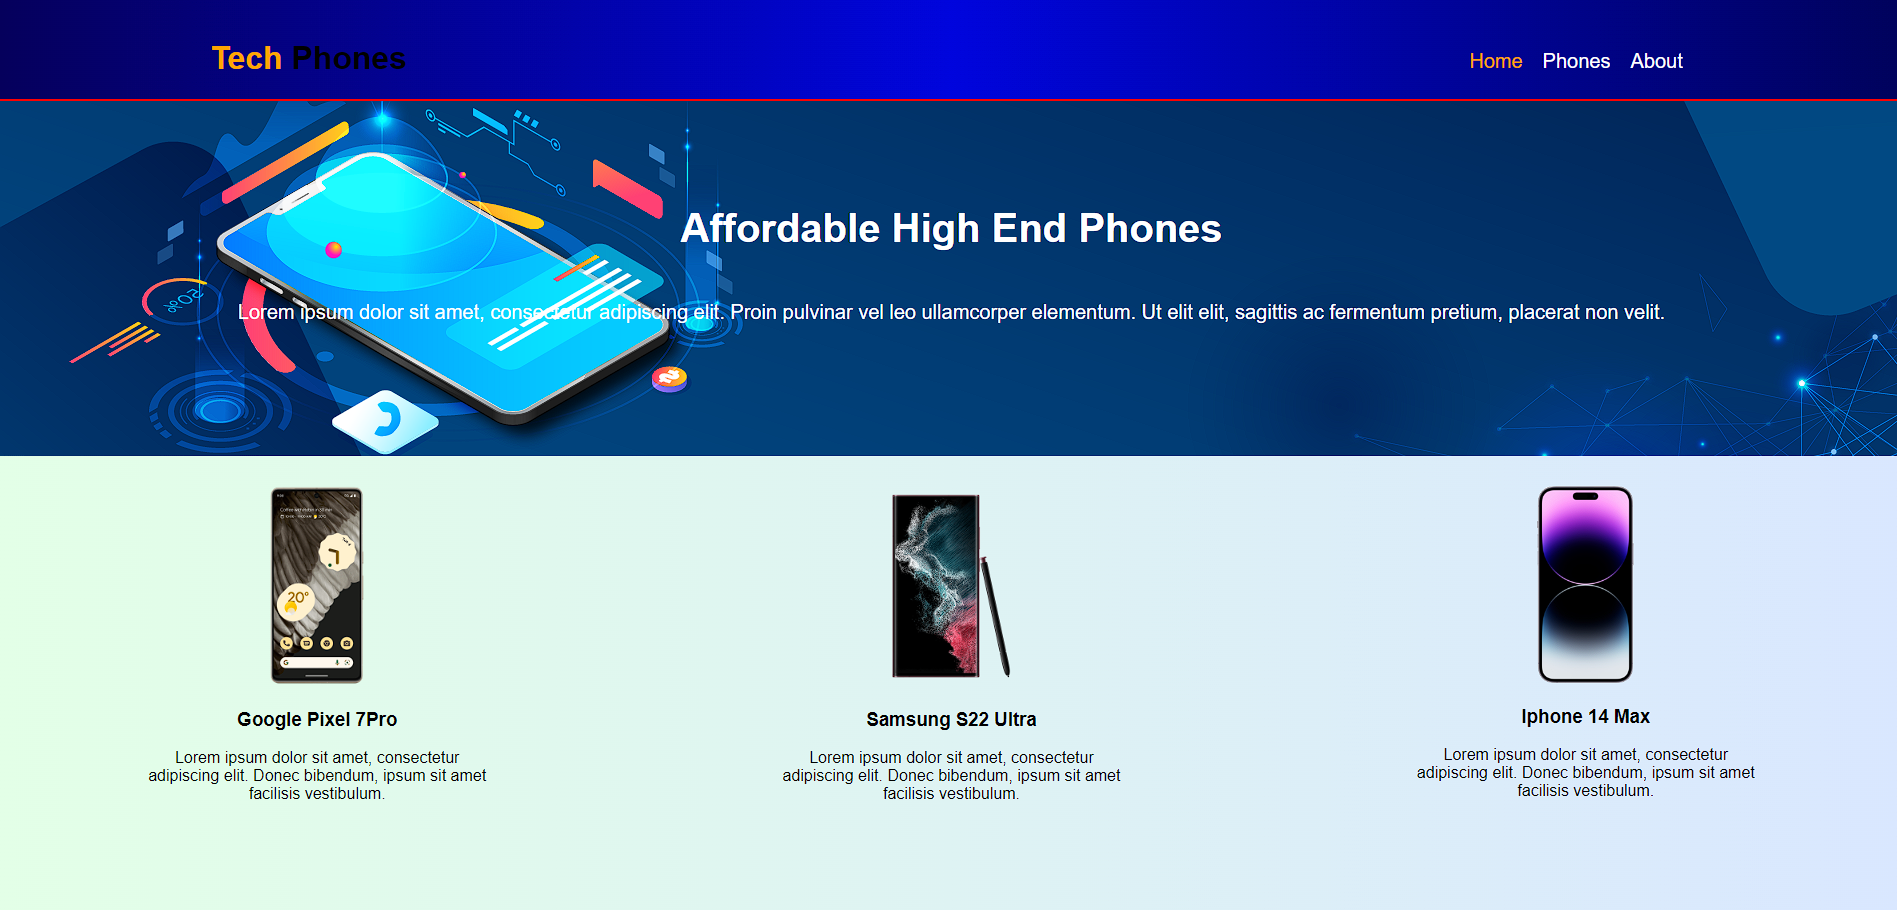 Tech Phones
Home Phones About
Affordable High End Phones
20%
Lorem ipsum dolor sit amet, consectetur adipiscing elit. Proin pulvinar vel leo ullamcorper elementum. Ut elit elit, sagittis ac fermentum pretium, placerat non velit.
20°
Google Pixel 7Pro
Lorem ipsum dolor sit amet, consectetur
adipiscing elit. Donec bibendum, ipsum sit amet
facilisis vestibulum.
Samsung S22 Ultra
Lorem ipsum dolor sit amet, consectetur
adipiscing elit. Donec bibendum, ipsum sit amet
facilisis vestibulum.
Iphone 14 Max
Lorem ipsum dolor sit amet, consectetur
adipiscing elit. Donec bibendum, ipsum sit amet
facilisis vestibulum.